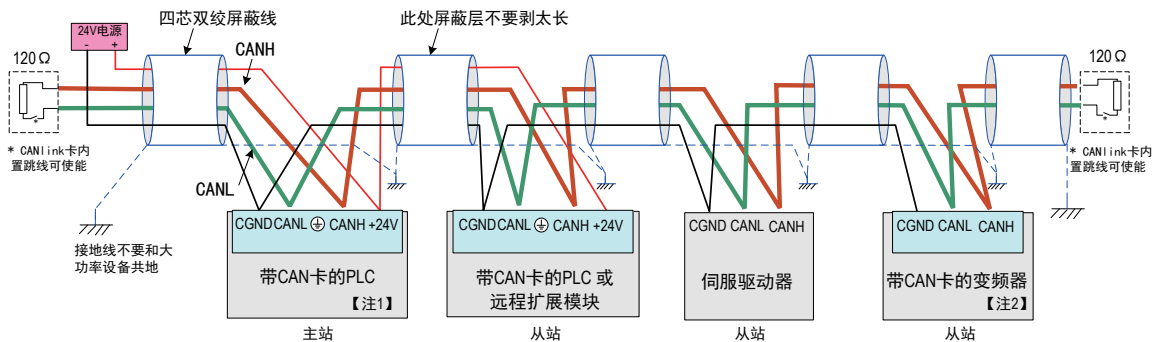 四芯双绞屏蔽线
此处屏蔽层不要剥太长
24V电源
- +
CANH
120Ω
120Ω
*
*
* CANlink卡内
置跳线可使能
* CANlink卡内
置跳线可使能
CANL
接地线不要和大
功率设备共地
CGND CANL CANH +24V
带CAN卡的PLC
【注1】
主站
CGND CANL CANH +24V
带CAN卡的PLC 或
远程扩展模块
从站
CGND CANL CANH
伺服驱动器
从站
CGND CANL CANH
带CAN卡的变频器
【注2】
从站